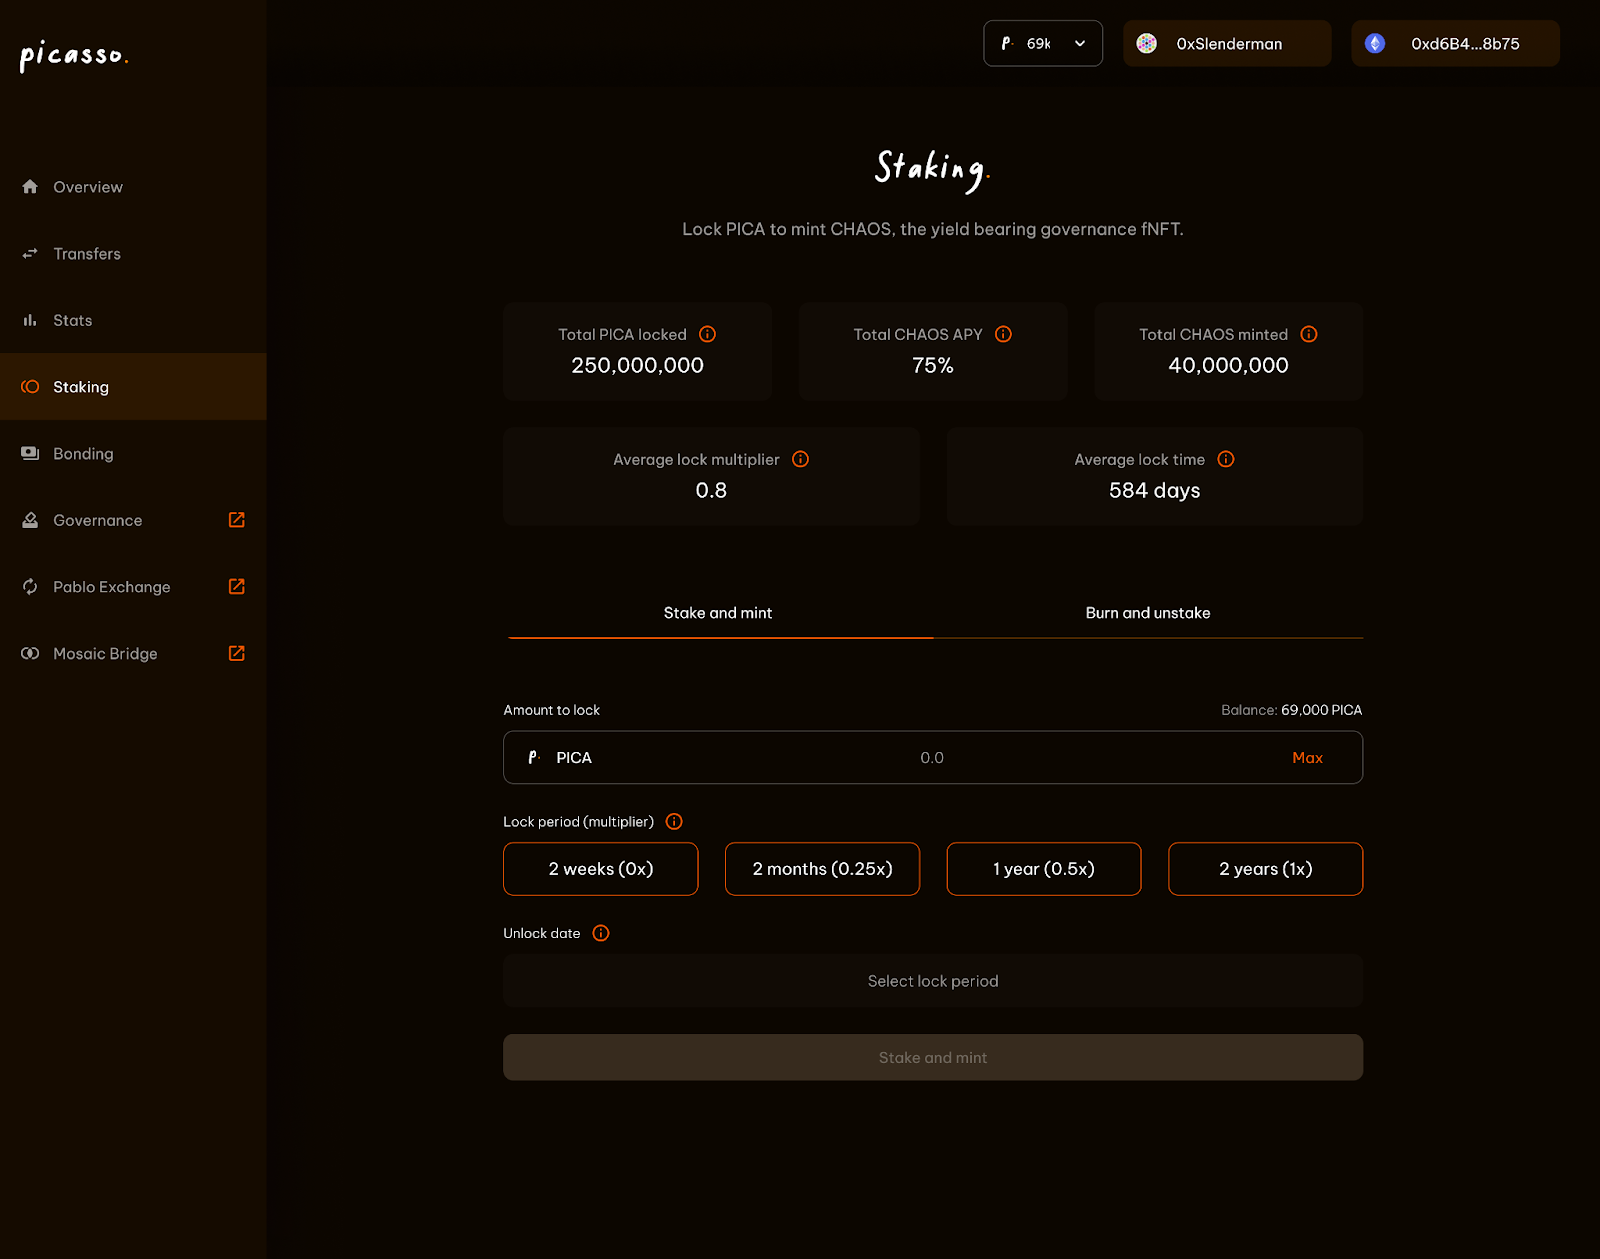 picasso.
69k
0xSlenderman
0xd6B4...8b75
Overview
Transfers
Stats
Staking
Bonding
Governance
Pablo Exchange
Mosaic Bridge
Staking.
Lock PICA to mint CHAOS, the yield bearing governance fNFT.
Total PICA locked
250,000,000
Total CHAOS APY
75%
Total CHAOS minted
40,000,000
Average lock multiplier
0.8
Average lock time
584 days
Stake and mint
Burn and unstake
Amount to lock
Balance: 69,000 PICA
p. PICA
0.0
Max
Lock period (multiplier)
2 weeks (0x)
2 months (0.25x)
1 year (0.5x)
2 years (1x)
Unlock date
Select lock period
Stake and mint